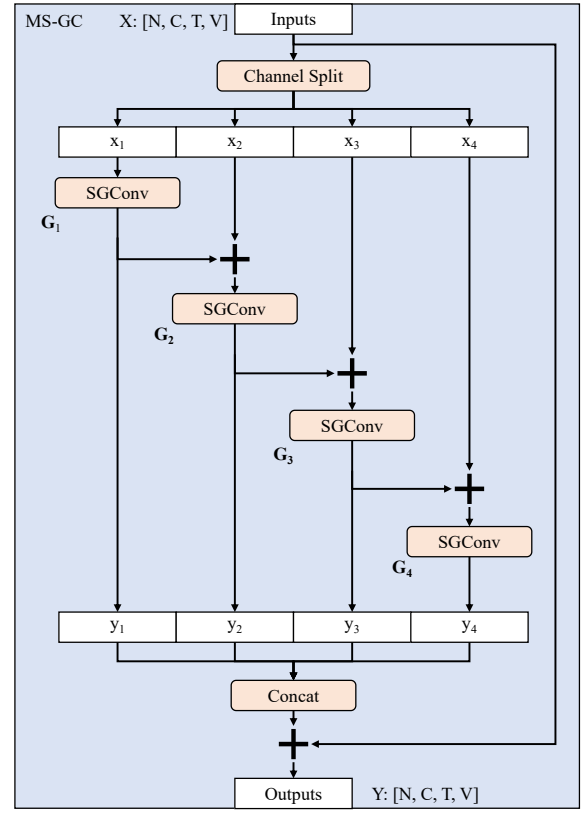 MS-GC X: [N, C, T, V] Inputs
Channel Split
x₁ x₂ x₃ x₄
SGConv
G₁
SGConv
G₂
SGConv
G₃
SGConv
G₄
y₁ y₂ y₃ y₄
Concat
Outputs Y: [N, C, T, V]